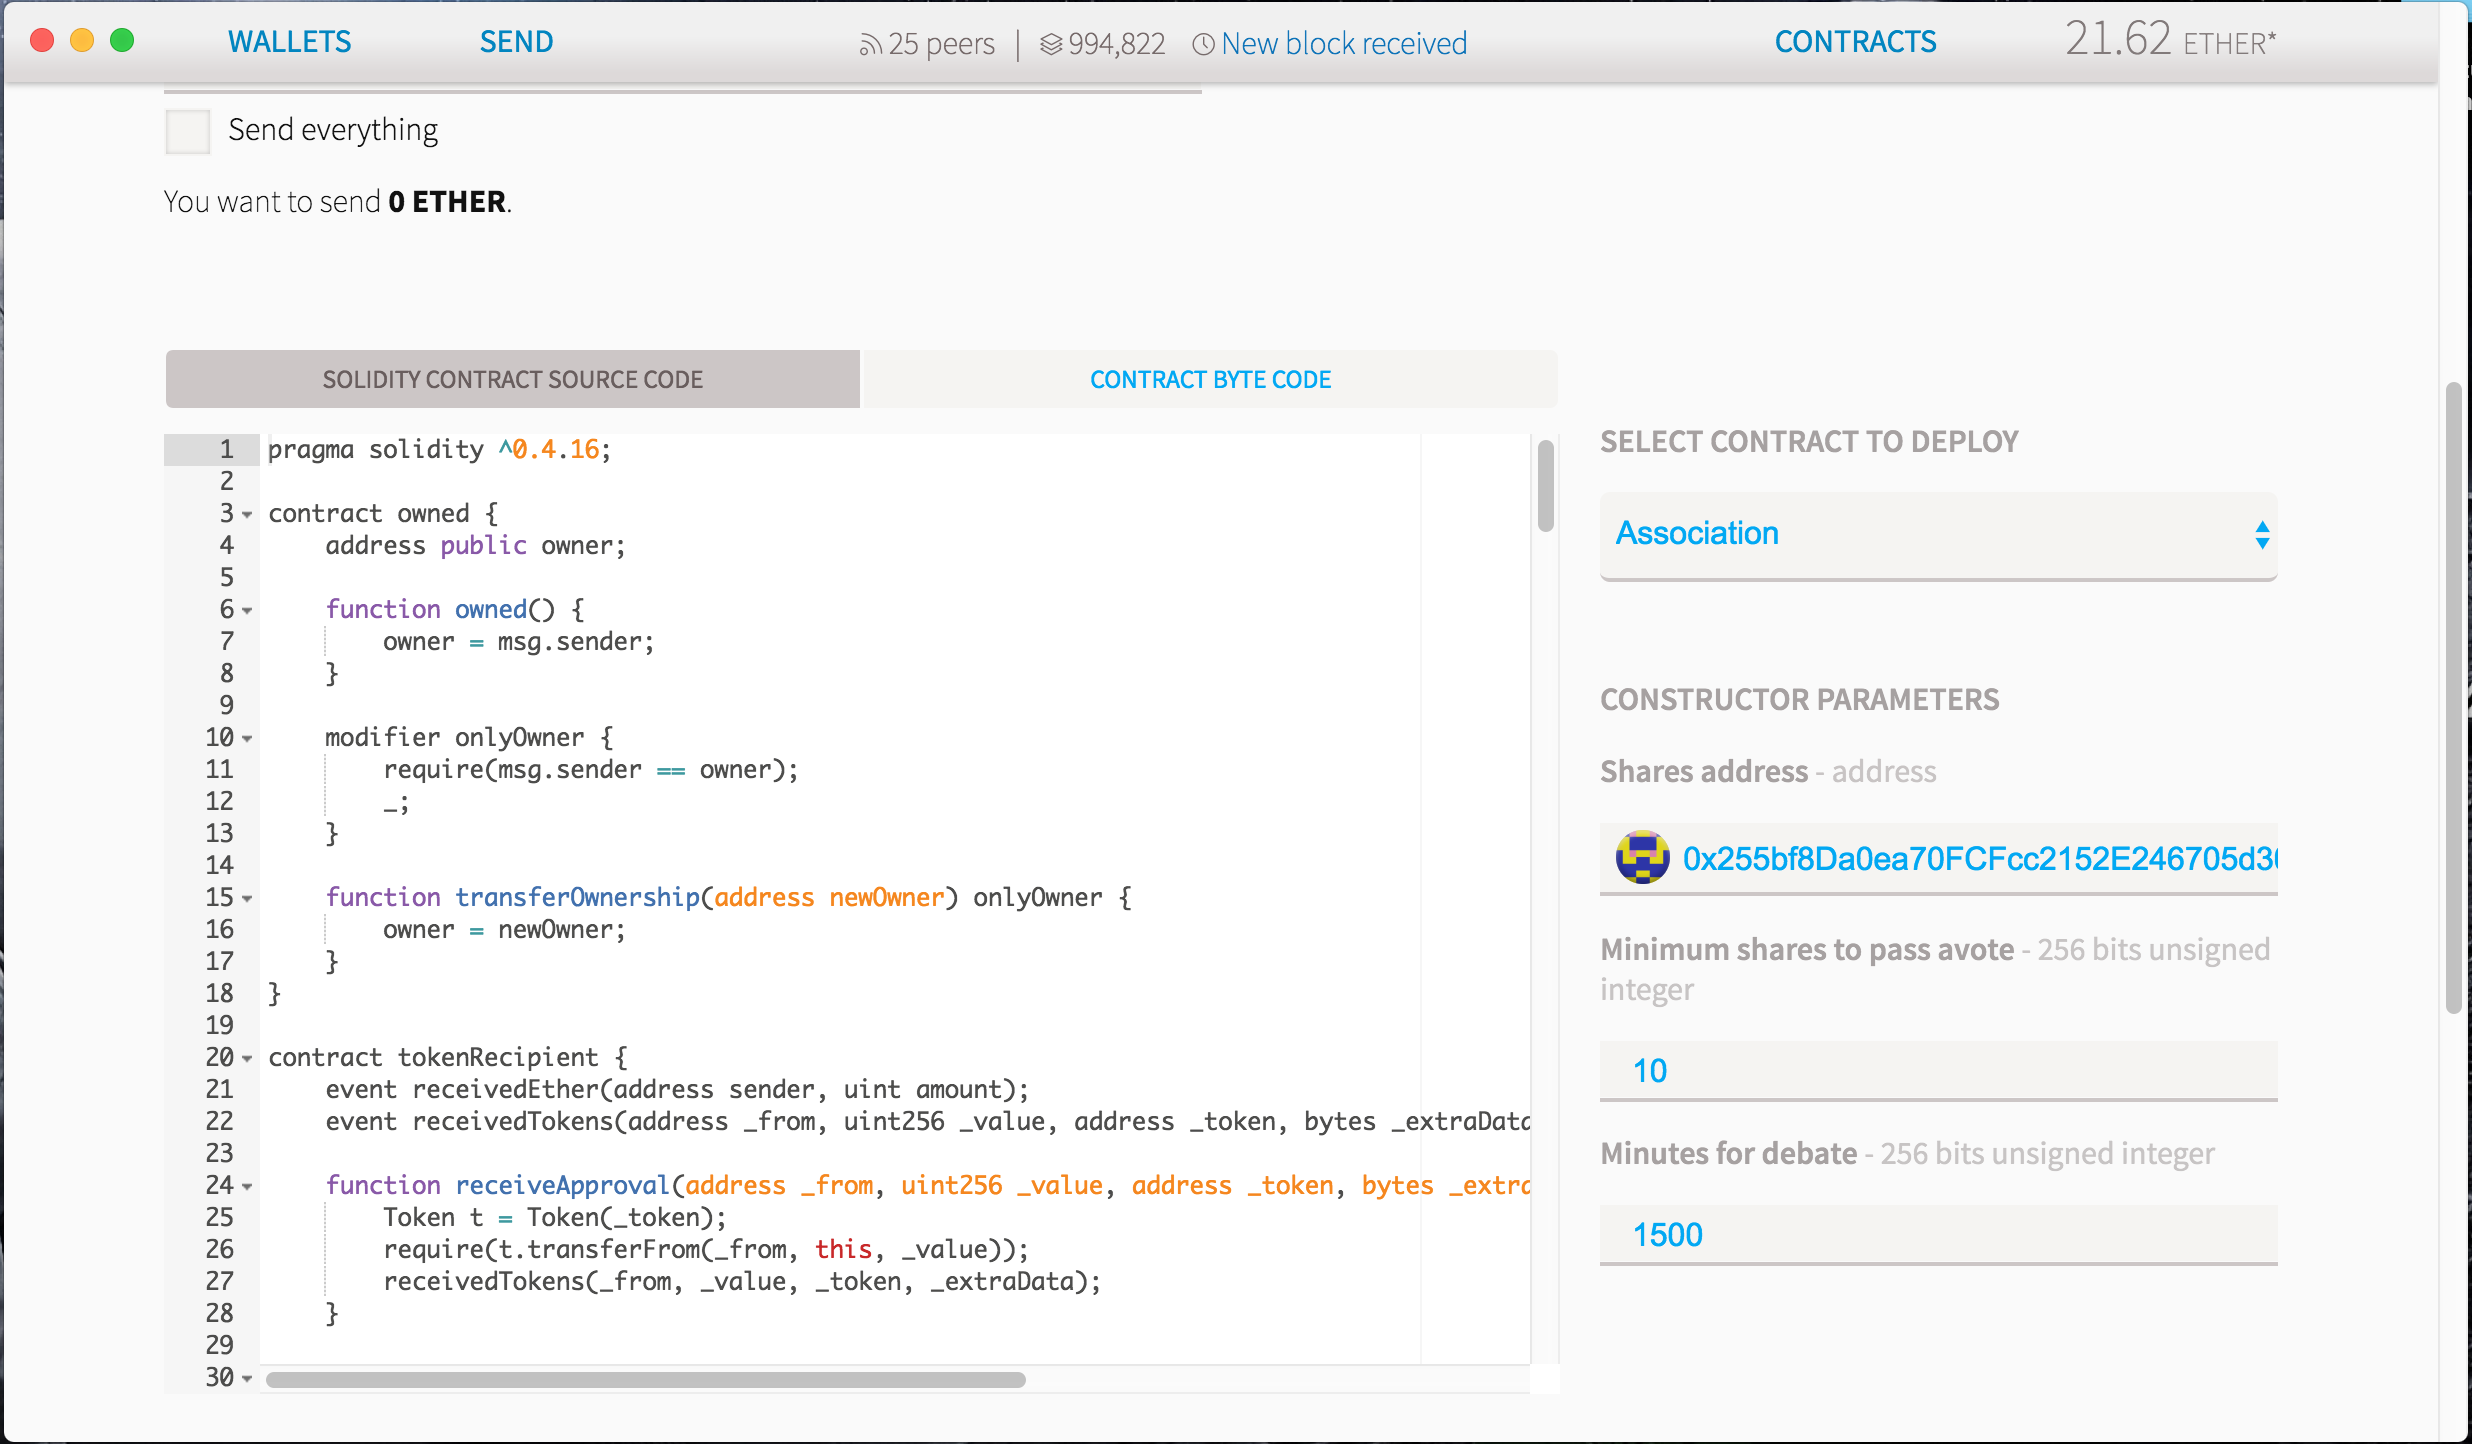 WALLETS SEND 25 peers | 994,822 New block received CONTRACTS 21.62 ETHER*
Send everything
You want to send 0 ETHER.
SOLIDITY CONTRACT SOURCE CODE CONTRACT BYTE CODE
1 pragma solidity ^0.4.16;
2
3 contract owned {
4 address public owner;
5
6 function owned() {
7 owner = msg.sender;
8 }
9
10 modifier onlyOwner {
11 require(msg.sender == owner);
12 _;
13 }
14
15 function transferOwnership(address newOwner) onlyOwner {
16 owner = newOwner;
17 }
18 }
19
20 contract tokenRecipient {
21 event receivedEther(address sender, uint amount);
22 event receivedTokens(address _from, uint256 _value, address _token, bytes _extraData
23
24 function receiveApproval(address _from, uint256 _value, address _token, bytes _extra
25 Token t = Token(_token);
26 require(t.transferFrom(_from, this, _value));
27 receivedTokens(_from, _value, _token, _extraData);
28 }
29
30
SELECT CONTRACT TO DEPLOY
Association
CONSTRUCTOR PARAMETERS
Shares address - address
0x255bf8Da0ea70FCFcc2152E246705d3
Minimum shares to pass avote - 256 bits unsigned
integer
10
Minutes for debate - 256 bits unsigned integer
1500